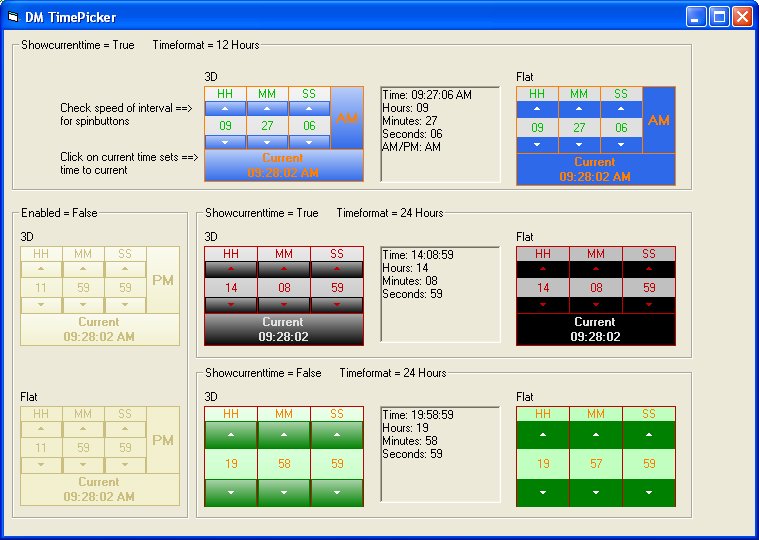 DM TimePicker
Showcurrenttime = True Timeformat = 12 Hours
3D
HH MM SS
09 27 06 AM
Current
09:28:02 AM
Check speed of interval ==>
for spinbuttons
Click on current time sets ==>
time to current
Time: 09:27:06 AM
Hours: 09
Minutes: 27
Seconds: 06
AM/PM: AM
Flat
HH MM SS
09 27 06 AM
Current
09:28:02 AM
Enabled = False
3D
HH MM SS
11 59 59 PM
Current
09:28:02 AM
Flat
HH MM SS
11 59 59 PM
Current
09:28:02 AM
Showcurrenttime = True Timeformat = 24 Hours
3D
HH MM SS
14 08 59
Current
09:28:02
Time: 14:08:59
Hours: 14
Minutes: 08
Seconds: 59
Flat
HH MM SS
14 08 59
Current
09:28:02
Showcurrenttime = False Timeformat = 24 Hours
3D
HH MM SS
19 58 59
Time: 19:58:59
Hours: 19
Minutes: 58
Seconds: 59
Flat
HH MM SS
19 57 59